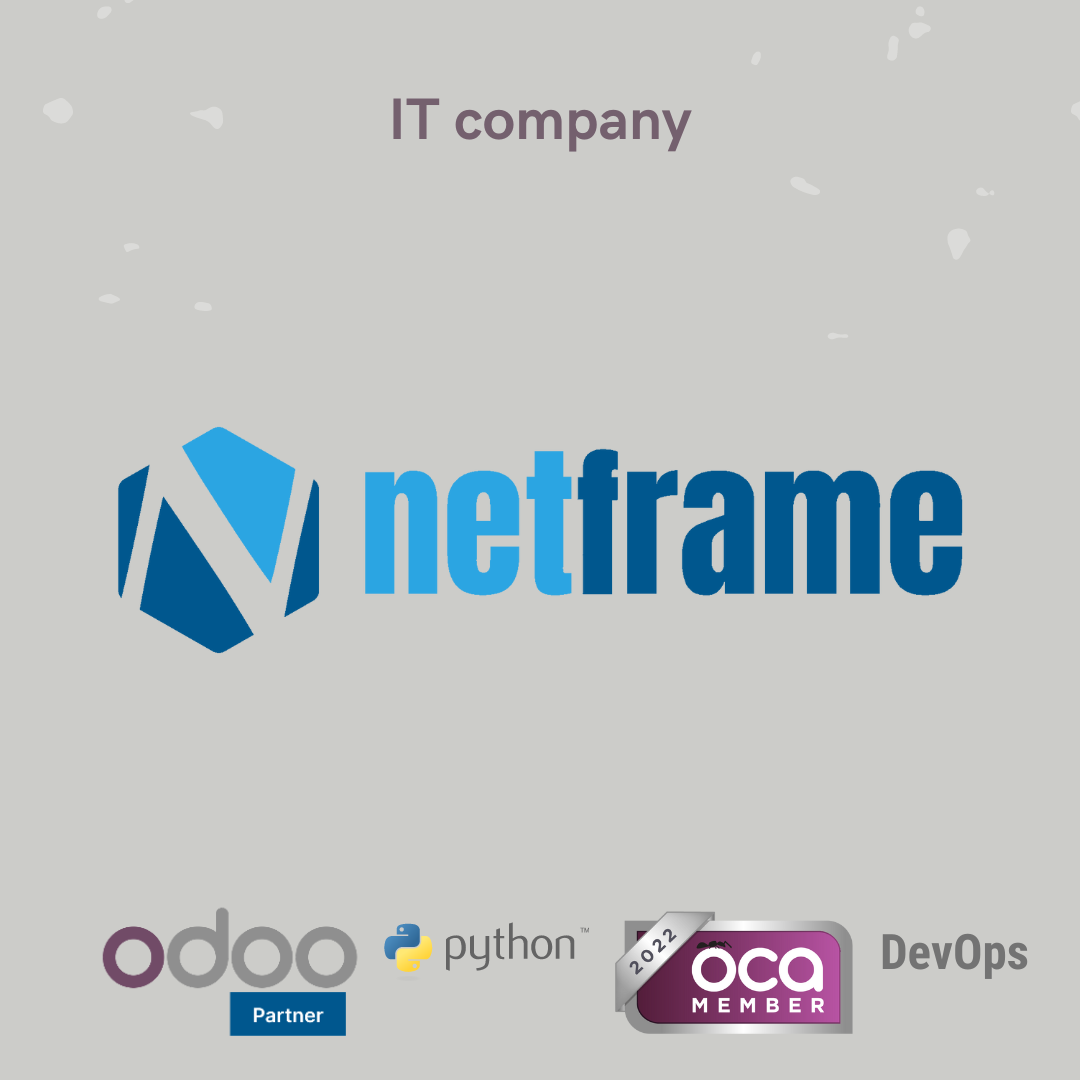 IT company
netframe
odoo
Partner
python™
2022
oca
MEMBER
DevOps